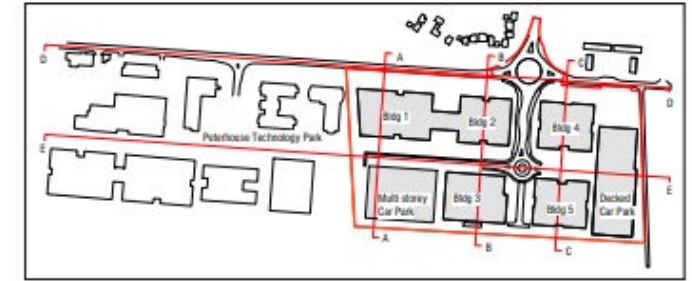 A
B
C
D
D
Bldg 1
Bldg 2
Bldg 4
Peterhouse Technology Park
E
E
Multi storey
Car Park
Bldg 3
Bldg 5
Decked
Car Park
A
B
C